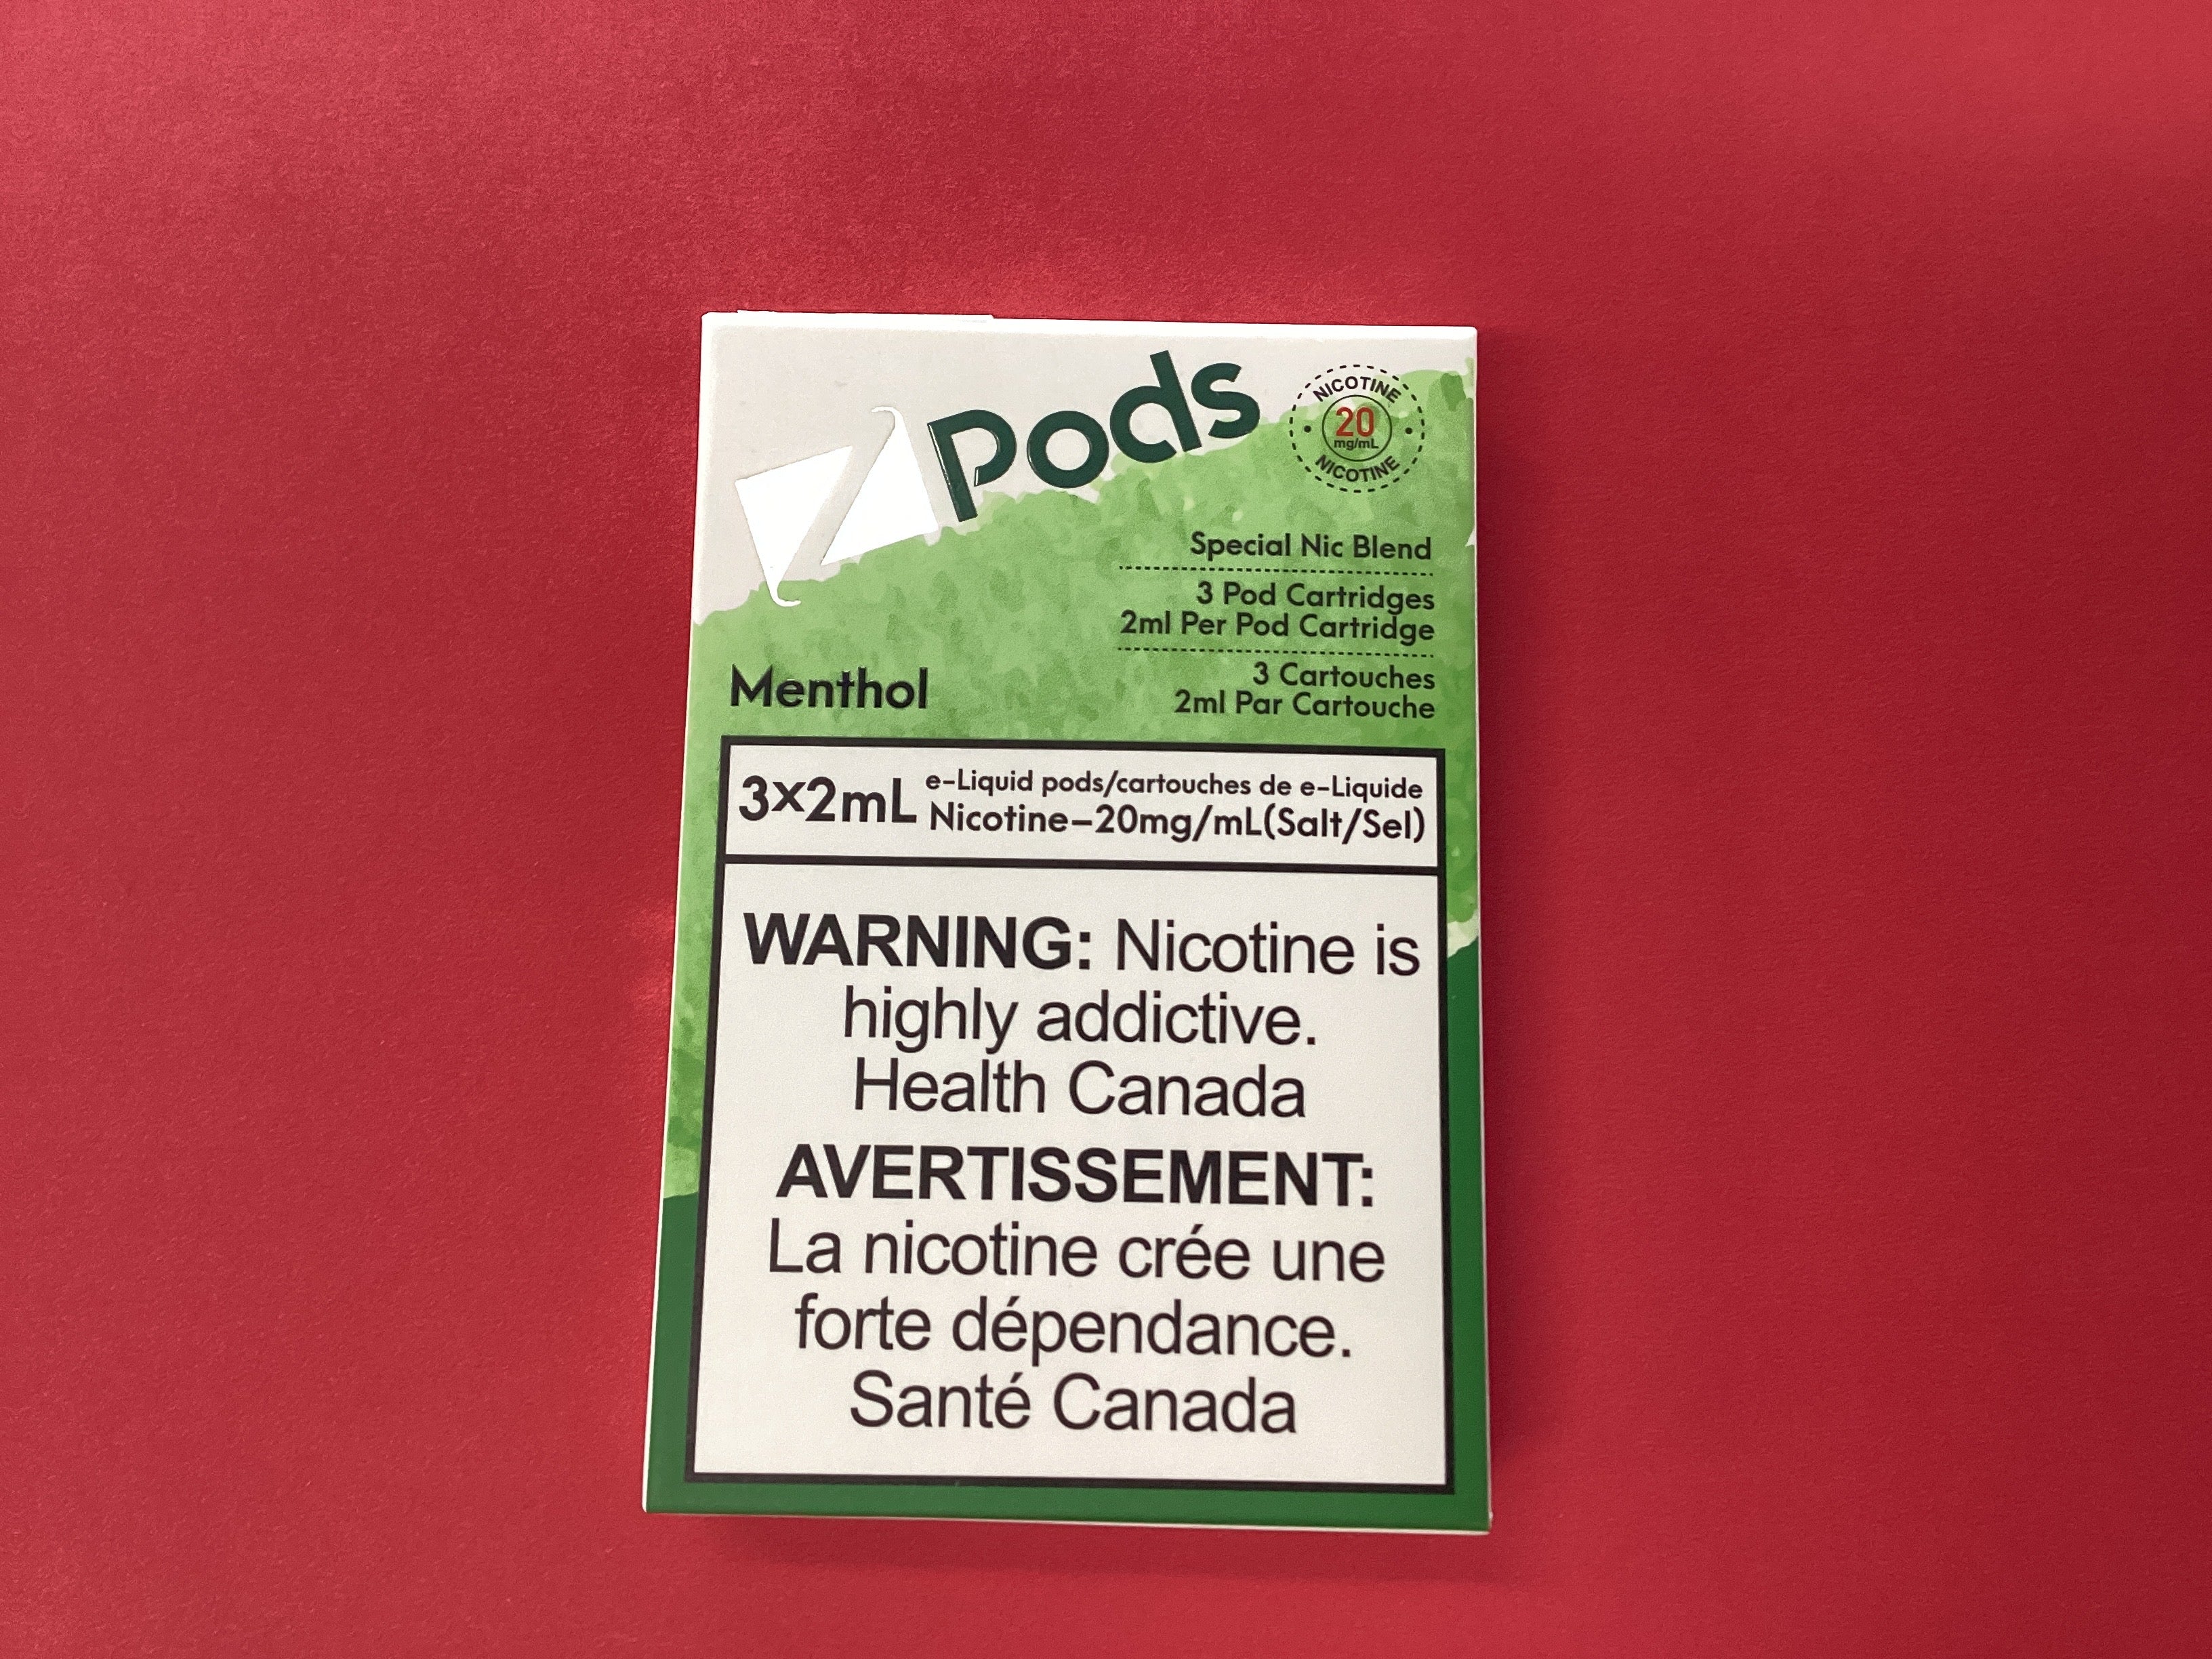 Z Pods
NICOTINE
20
mg/mL
NICOTINE
Special Nic Blend
3 Pod Cartridges
2ml Per Pod Cartridge
3 Cartouches
2ml Par Cartouche
Menthol
3×2mL e-Liquid pods/cartouches de e-Liquide
Nicotine–20mg/mL(Salt/Sel)
WARNING: Nicotine is
highly addictive.
Health Canada
AVERTISSEMENT:
La nicotine crée une
forte dépendance.
Santé Canada